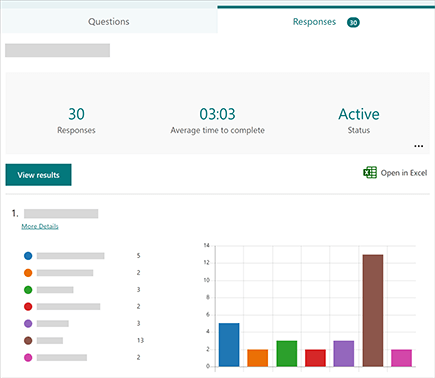 Questions
Responses 30
30
Responses
03:03
Average time to complete
Active
Status
...
View results
Open in Excel
1.
More Details
5
2
3
2
3
13
2
14
12
10
8
6
4
2
0